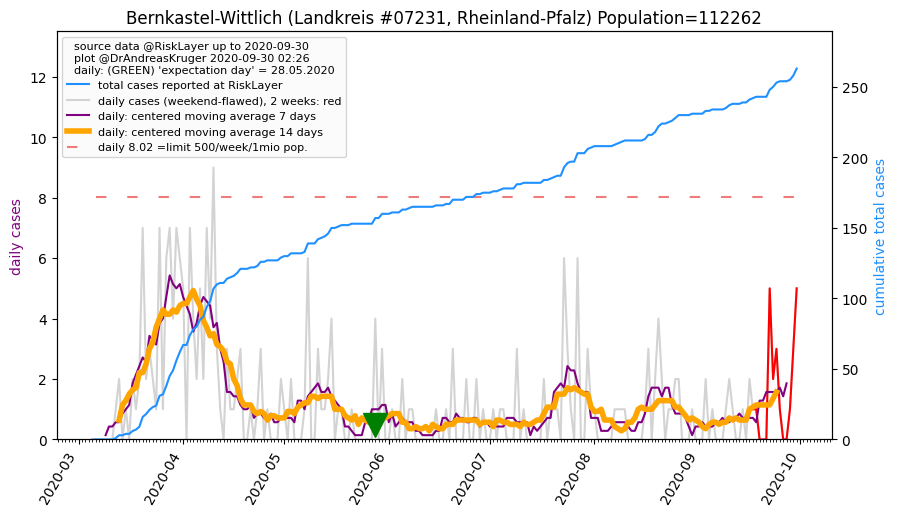 Bernkastel-Wittlich (Landkreis #07231, Rheinland-Pfalz) Population=112262
source data @RiskLayer up to 2020-09-30
plot @DrAndreasKruger 2020-09-30 02:26
daily: (GREEN) 'expectation day' = 28.05.2020
total cases reported at RiskLayer
daily cases (weekend-flawed), 2 weeks: red
daily: centered moving average 7 days
daily: centered moving average 14 days
daily 8.02 =limit 500/week/1mio pop.
daily cases
12
10
8
6
4
2
0
cumulative total cases
250
200
150
100
50
0
2020-03
2020-04
2020-05
2020-06
2020-07
2020-08
2020-09
2020-10